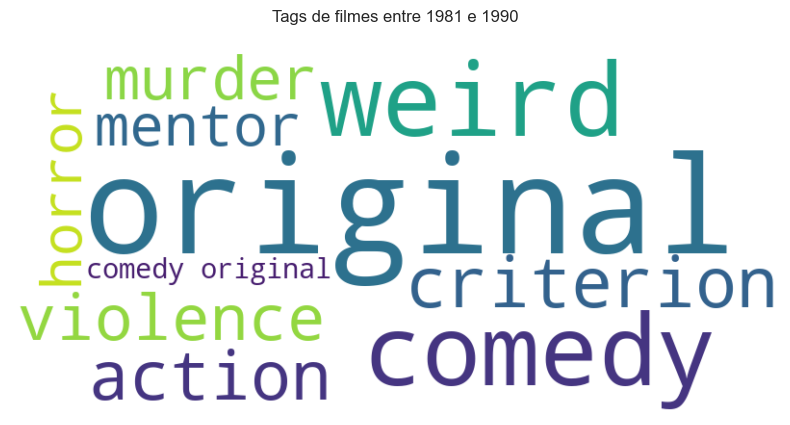 Tags de filmes entre 1981 e 1990
murder
weird
mentor
horror
original
comedy original
criterion
violence
comedy
action